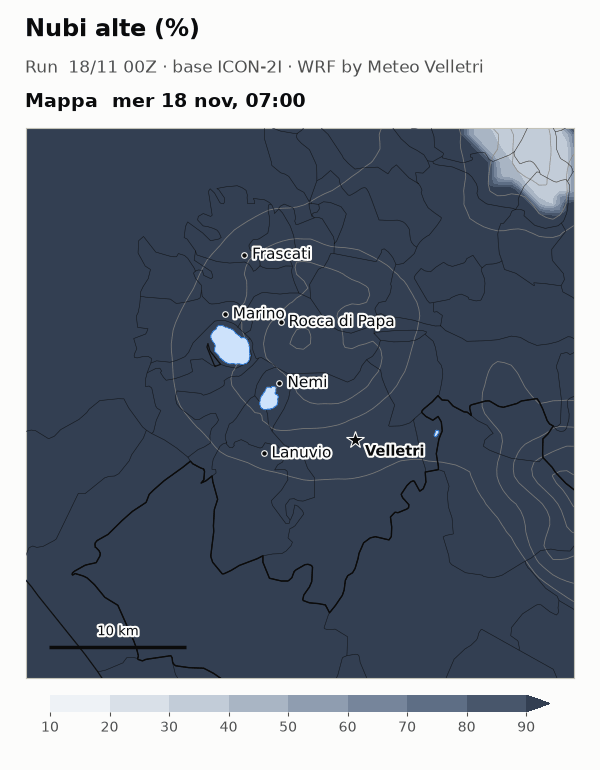 Nubi alte (%)
Run  18/11 00Z · base ICON-2I · WRF by Meteo Velletri
Mappa  mer 18 nov, 07:00
Frascati
Marino
Rocca di Papa
Nemi
Velletri
Lanuvio
10 km
10 20 30 40 50 60 70 80 90